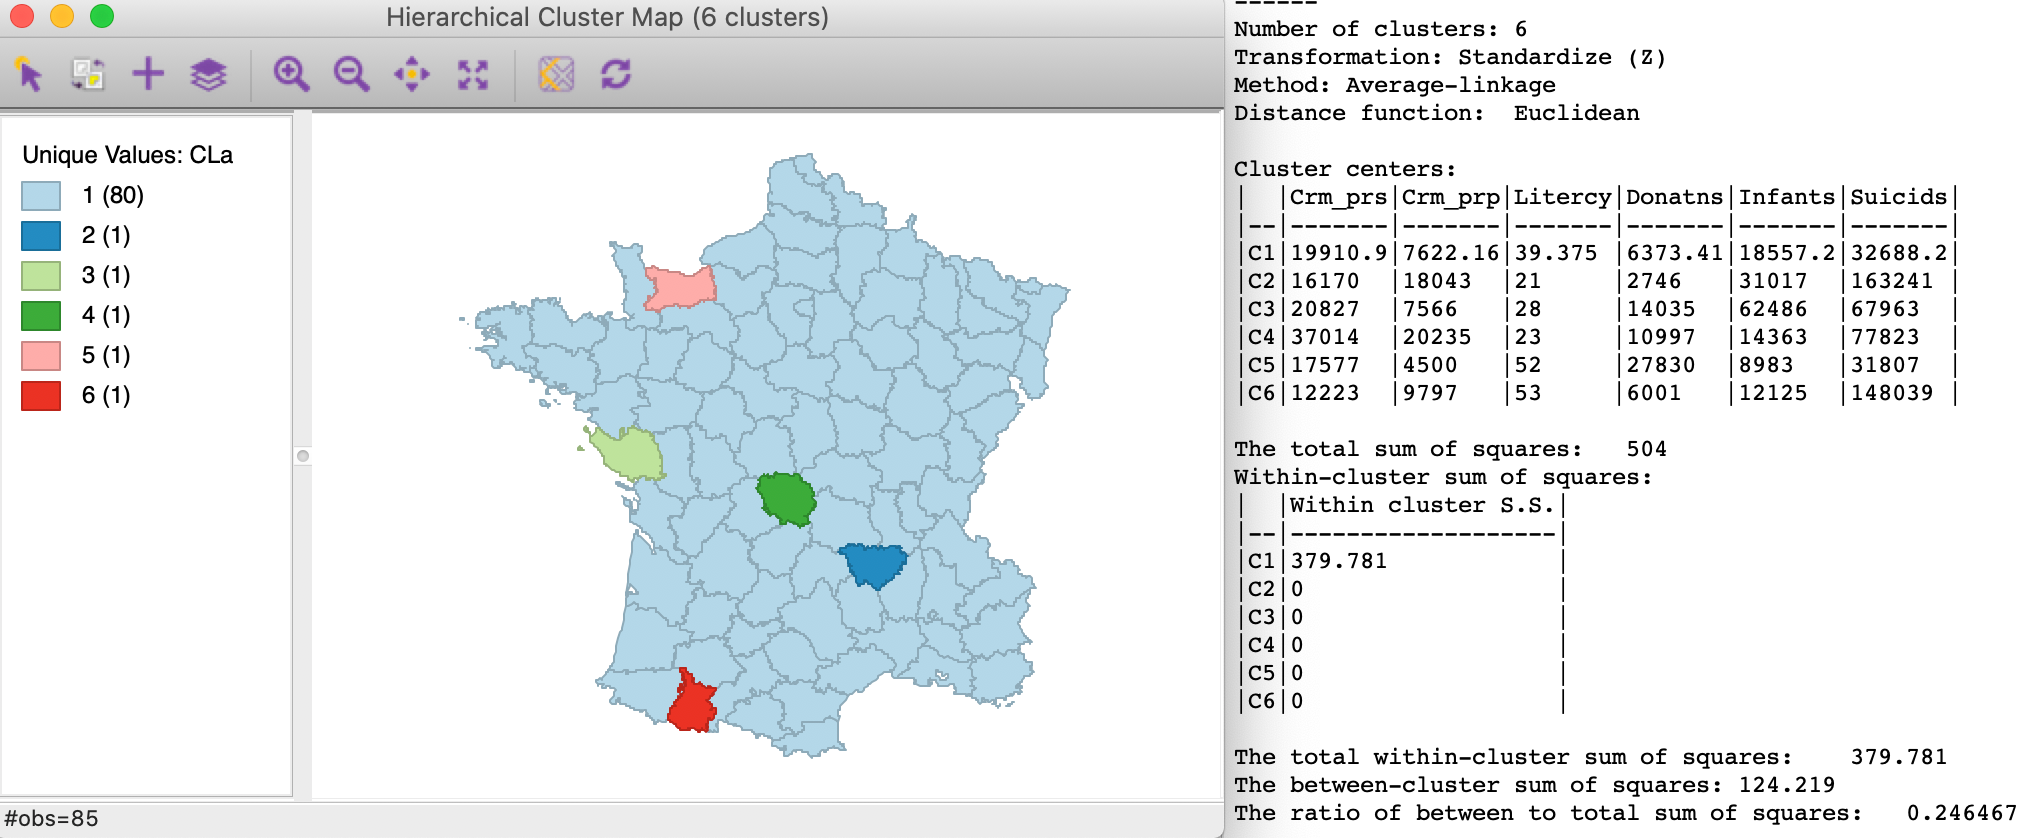 Hierarchical Cluster Map (6 clusters)
Unique Values: CLa
1 (80)
2 (1)
3 (1)
4 (1)
5 (1)
6 (1)
#obs=85
------
Number of clusters: 6
Transformation: Standardize (Z)
Method: Average-linkage
Distance function:  Euclidean
Cluster centers:
|  |Crm_prs|Crm_prp|Litercy|Donatns|Infants|Suicids|
|--|-------|-------|-------|-------|-------|-------|
|C1|19910.9|7622.16|39.375 |6373.41|18557.2|32688.2|
|C2|16170  |18043  |21     |2746   |31017  |163241 |
|C3|20827  |7566   |28     |14035  |62486  |67963  |
|C4|37014  |20235  |23     |10997  |14363  |77823  |
|C5|17577  |4500   |52     |27830  |8983   |31807  |
|C6|12223  |9797   |53     |6001   |12125  |148039 |
The total sum of squares:   504
Within-cluster sum of squares:
|  |Within cluster S.S.|
|--|-------------------|
|C1|379.781            |
|C2|0                  |
|C3|0                  |
|C4|0                  |
|C5|0                  |
|C6|0                  |
The total within-cluster sum of squares:    379.781
The between-cluster sum of squares: 124.219
The ratio of between to total sum of squares:   0.246467